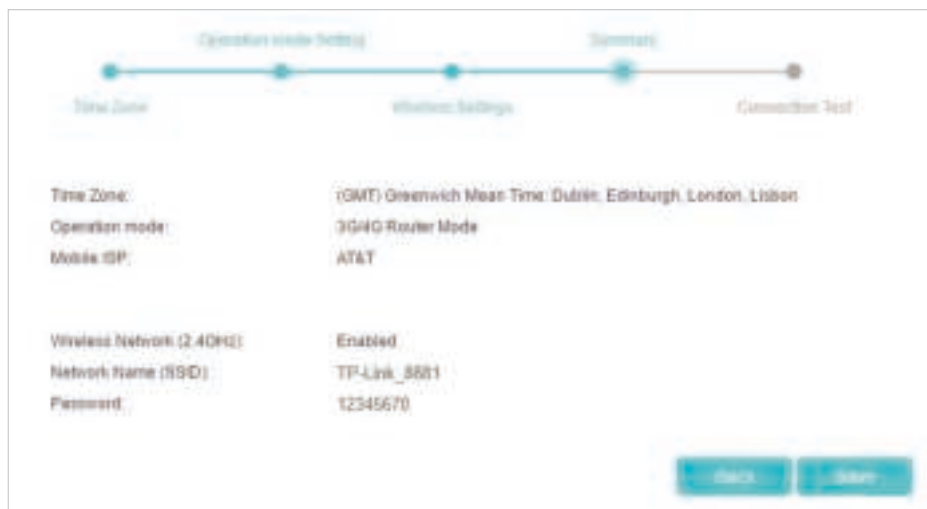 Operation mode Setting Summary
Time Zone Wireless Settings Connection Test
Time Zone: (GMT) Greenwich Mean Time: Dublin, Edinburgh, London, Lisbon
Operation mode: 3G/4G Router Mode
Mobile ISP: AT&T
Wireless Network (2.4GHz): Enabled
Network Name (SSID): TP-Link_8881
Password: 12345670
Back Save